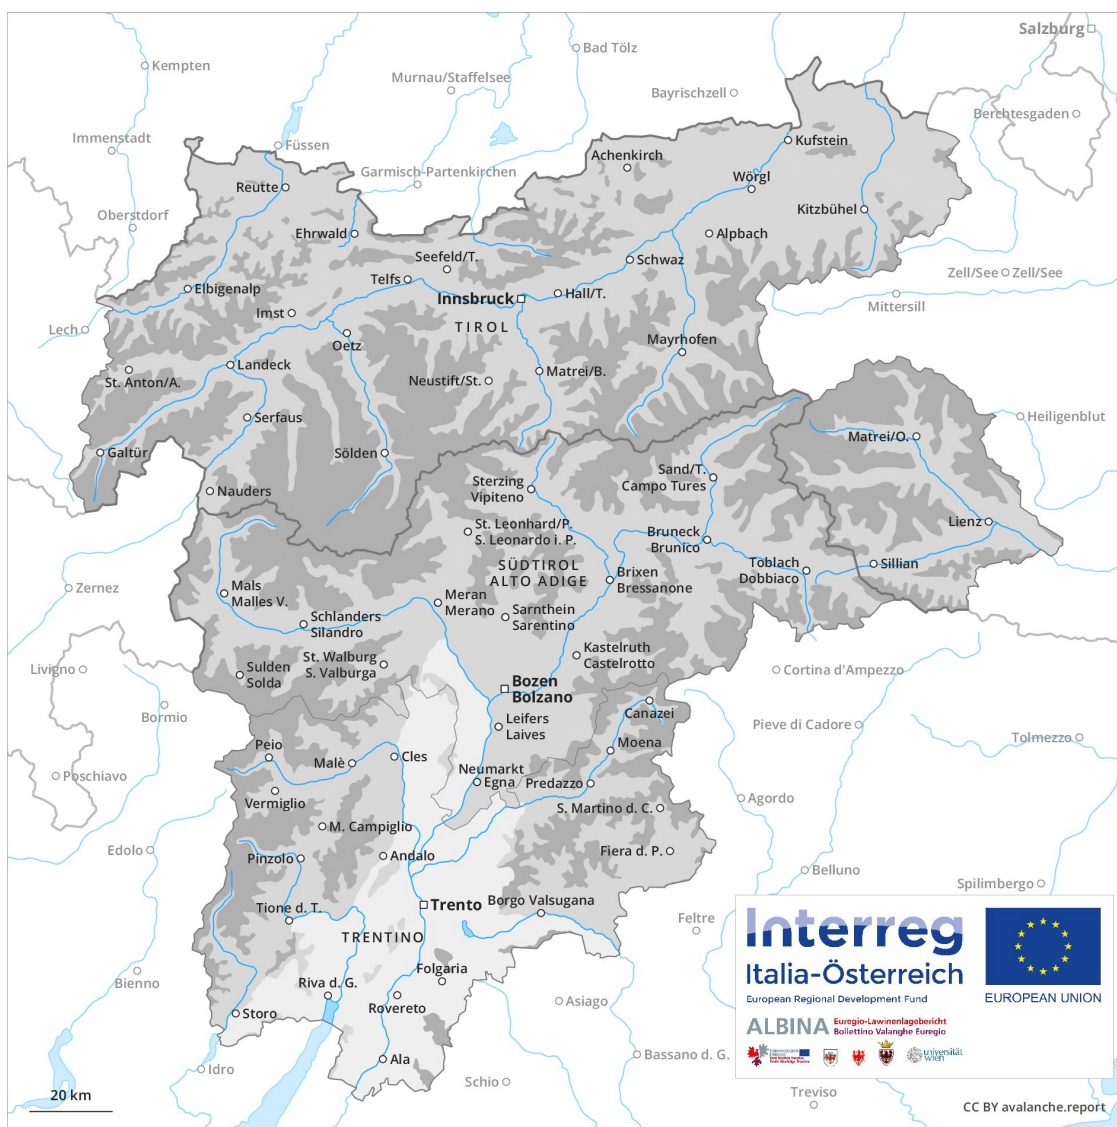 Salzburg
Bad Tölz
Kempten
Murnau/Staffelsee
Bayrischzell
Berchtesgaden
Immenstadt
Füssen
Kufstein
Achenkirch
Garmisch-Partenkirchen
Wörgl
Reutte
Oberstdorf
Kitzbühel
Ehrwald
Alpbach
Seefeld/T.
Schwaz
Zell/See
Zell/See
Telfs
Elbigenalp
Innsbruck
Hall/T.
Mittersill
Imst
TIROL
Lech
Oetz
Mayrhofen
Landeck
Matrei/B.
St. Anton/A.
Neustift/St.
Serfaus
Heiligenblut
Matrei/O.
Galtür
Sölden
Sand/T.
Campo Tures
Sterzing
Vipiteno
Nauders
Lienz
St. Leonhard/P.
S. Leonardo i. P.
Bruneck
Brunico
SÜDTIROL
ALTO ADIGE
Toblach
Dobbiaco
Sillian
Brixen
Bressanone
Zernez
Mals
Malles V.
Meran
Merano
Sarnthein
Sarentino
Schlanders
Silandro
Kastelruth
Castelrotto
St. Walburg
S. Valburga
Livigno
Sulden
Solda
Cortina d'Ampezzo
Bozen
Bolzano
Bormio
Canazei
Leifers
Laives
Pieve di Cadore
Tolmezzo
Peio
Moena
Cles
Malè
Poschiavo
Neumarkt
Egna
Predazzo
Vermiglio
Agordo
S. Martino d. C.
M. Campiglio
Edolo
Pinzolo
Andalo
Fiera d. P.
Belluno
Spilimbergo
Trento
Borgo Valsugana
Tione d. T.
Feltre
TRENTINO
Interreg
Italia-Österreich
European Regional Development Fund
EUROPEAN UNION
Folgaria
Bienno
Riva d. G.
Rovereto
Asiago
Storo
ALBINA
Euregio-Lawinenlagebericht
Bollettino Valanghe Euregio
universität
wien
Ala
Bassano d. G.
Idro
Schio
Treviso
20 km
CC BY avalanche.report